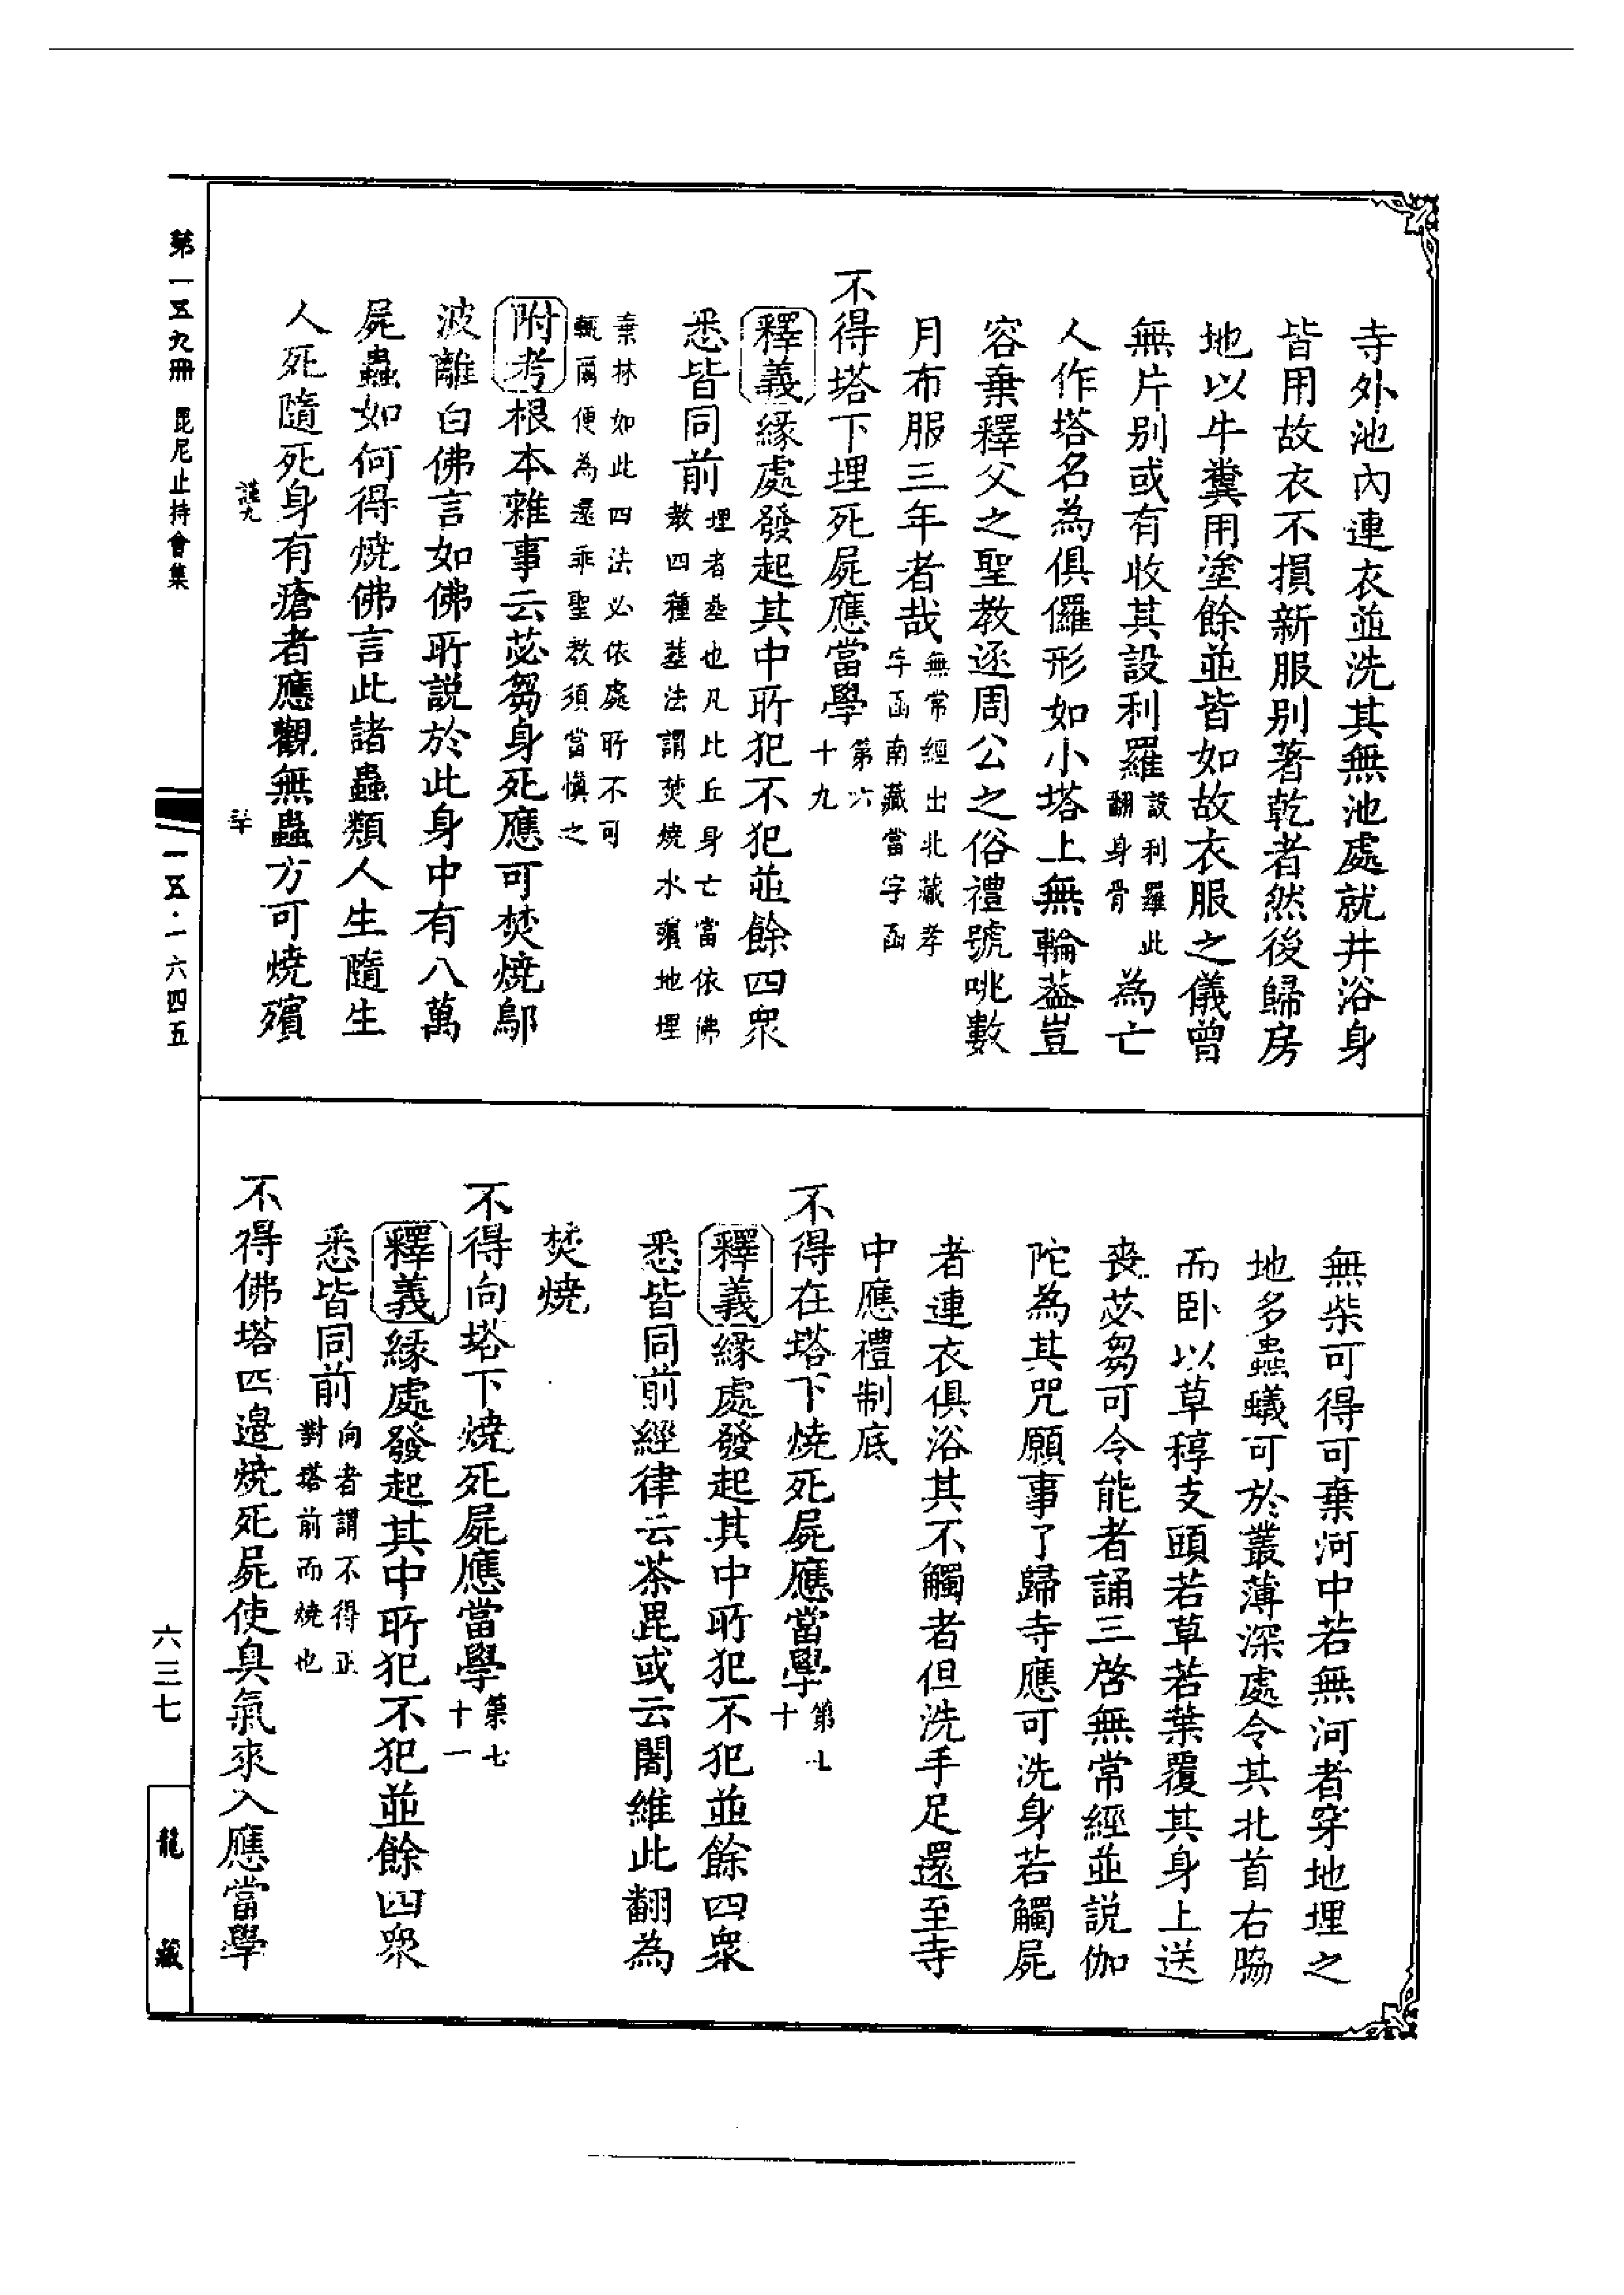 寺外池內連衣並洗其無池處就井浴身
皆用故衣不損新服別著乾者然後歸房
地以牛糞用塗餘並皆如故衣服之儀曾
無片別或有收其設利羅設利羅此翻身骨為亡
人作塔名為俱儸形如小塔上無輪葢豈
容棄釋父之聖教逐周公之俗禮號咷數
月布服三年者哉無常經出北藏孝字函南藏當字函
不得塔下埋死屍應當學第六十九
釋義緣處發起其中所犯不犯並餘四衆
悉皆同前埋者塟也凡比丘身亡當依佛教四種塟法謂焚燒水殯地埋
棄林如此四法必依處所不可輒爾便為違乖聖教須當慎之
附考根本雜事云苾芻身死應可焚燒鄔
波離白佛言如佛所說於此身中有八萬
屍蟲如何得燒佛言此諸蟲類人生隨生
人死隨死身有瘡者應觀無蟲方可燒殯
無柴可得可棄河中若無河者穿地埋之
地多蟲蟻可於叢薄深處令其北首右脇
而卧以草稕支頭若草若葉覆其身上送
喪苾芻可令能者誦三啓無常經並說伽
陀為其咒願事了歸寺應可洗身若觸屍
者連衣俱浴其不觸者但洗手足還至寺
中應禮制底
不得在塔下燒死屍應當學第七十
釋義緣處發起其中所犯不犯並餘四衆
悉皆同前經律云茶毘或云闍維此翻為
焚燒
不得向塔下燒死屍應當學第七十一
釋義緣處發起其中所犯不犯並餘四衆
悉皆同前向者謂不得正對塔前而燒也
不得佛塔四邉燒死屍使臭氣來入應當學
第一五九冊 毘尼止持會集
一五·一六四五
六三七
龍藏